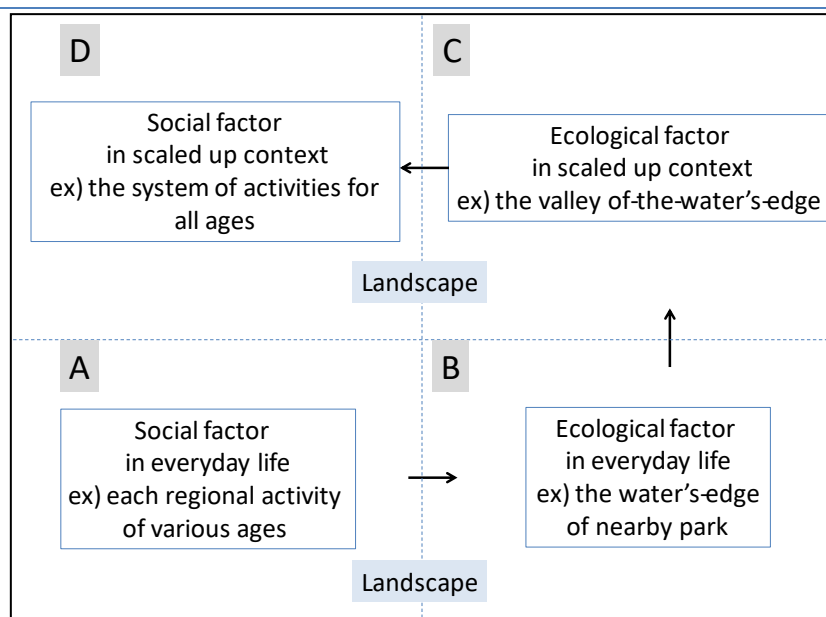 D
Social factor
in scaled up context
ex) the system of activities for
all ages
C
Ecological factor
in scaled up context
ex) the valley of-the-water’s-edge
Landscape
A
Social factor
in everyday life
ex) each regional activity
of various ages
B
Ecological factor
in everyday life
ex) the water’s-edge
of nearby park
Landscape